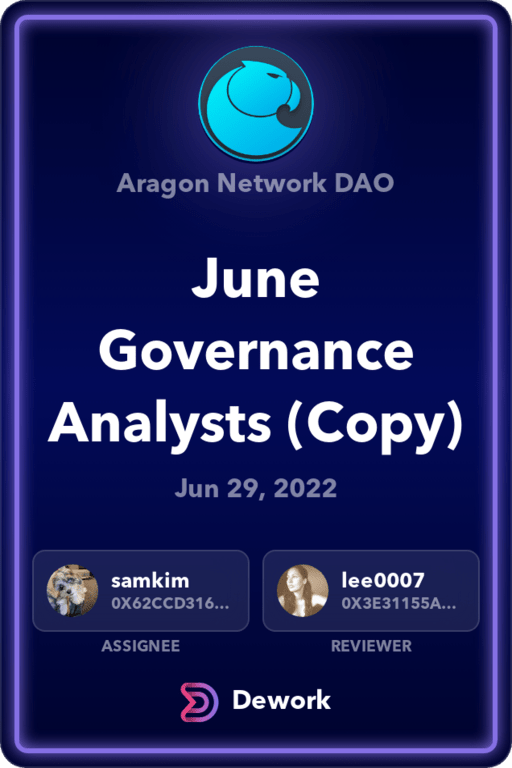 Aragon Network DAO
June
Governance
Analysts (Copy)
Jun 29, 2022
samkim
0X62CCD316...
lee0007
0X3E31155A...
ASSIGNEE
REVIEWER
Dework